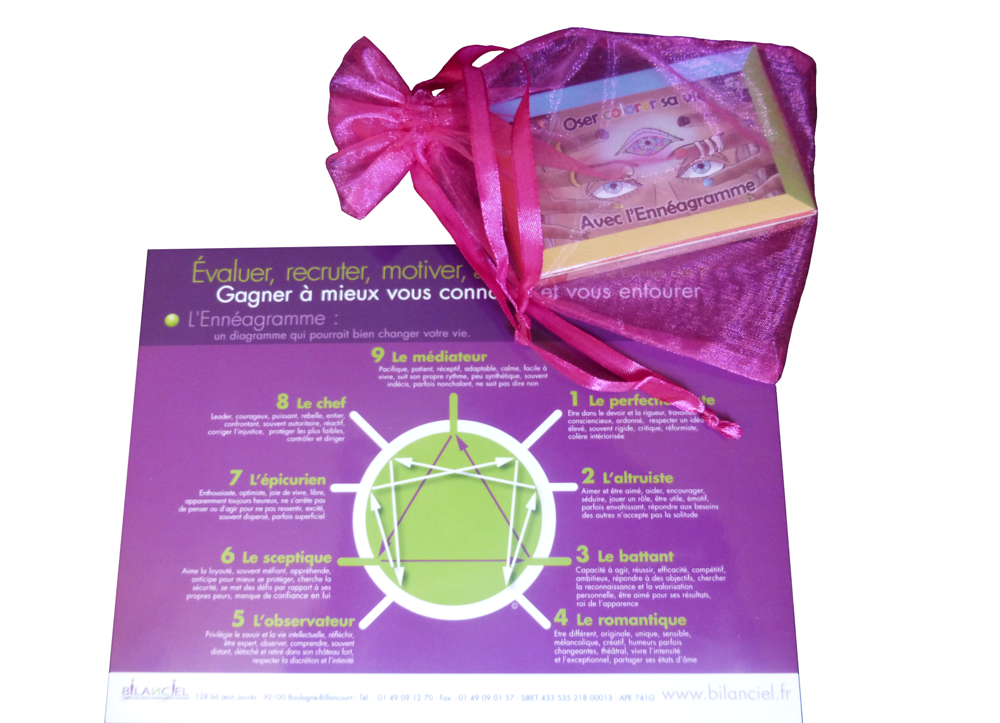 Oser colorer sa vie
Avec l'Ennéagramme
Évaluer, recruter, motiver,
Gagner à mieux vous et vous entourer
L'Ennéagramme :
un diagramme qui pourrait bien changer votre vie.
9 Le médiateur
Pacifique, patient, réceptif, adaptable, calme, facile à
vivre, suit son propre rythme, peu synthétique, souvent
indécis, parfois nonchalant, ne sait pas dire non
8 Le chef
Leader, courageux, puissant, rebelle, entier,
confrontant, souvent autoritaire, réactif,
corriger l'injustice, protéger les plus faibles,
contrôler et diriger
1 Le
Etre dans le devoir et la rigueur,
consciencieux, ordonné, respecter un idéal
élevé, souvent rigide, critique, réformiste,
colère intériorisée
7 L'épicurien
Enthousiaste, optimiste, joie de vivre, libre,
apparemment toujours heureux, ne s'arrête pas
de penser ou d'agir pour ne pas ressentir, excité,
souvent dispersé, parfois superficiel
2 L'altruiste
Aimer et être aimé, aider, encourager,
séduire, jouer un rôle, être utile, émotif,
parfois envahissant, répondre aux besoins
des autres n'accepte pas la solitude
6 Le sceptique
Aime la loyauté, souvent méfiant, appréhende,
anticipe pour mieux se protéger, cherche la
sécurité, se met des défis par rapport à ses
propres peurs, manque de confiance en lui
3 Le battant
Capacité à agir, réussir, efficacité, compétitif,
ambitieux, répondre à des objectifs, chercher
la reconnaissance et la valorisation
personnelle, être aimé pour ses résultats,
roi de l'apparence
5 L'observateur
Privilégie le savoir et la vie intellectuelle, réfléchir,
être expert, observer, comprendre, souvent
distant, détaché et retiré dans son château fort,
respecter la discrétion et l'intimité
©
4 Le romantique
Etre différent, originale, unique, sensible,
mélancolique, créatif, humeurs parfois
changeantes, théâtral, vivre l'intensité
et l'exceptionnel, partager ses états d'âme
BILANCIEL
128 bd Jean Jaurès - 92100 Boulogne-Billancourt - Tél. : 01 49 09 12 70 - Fax : 01 49 09 01 57 - SIRET 433 535 218 00013 - APE 741G www.bilanciel.fr